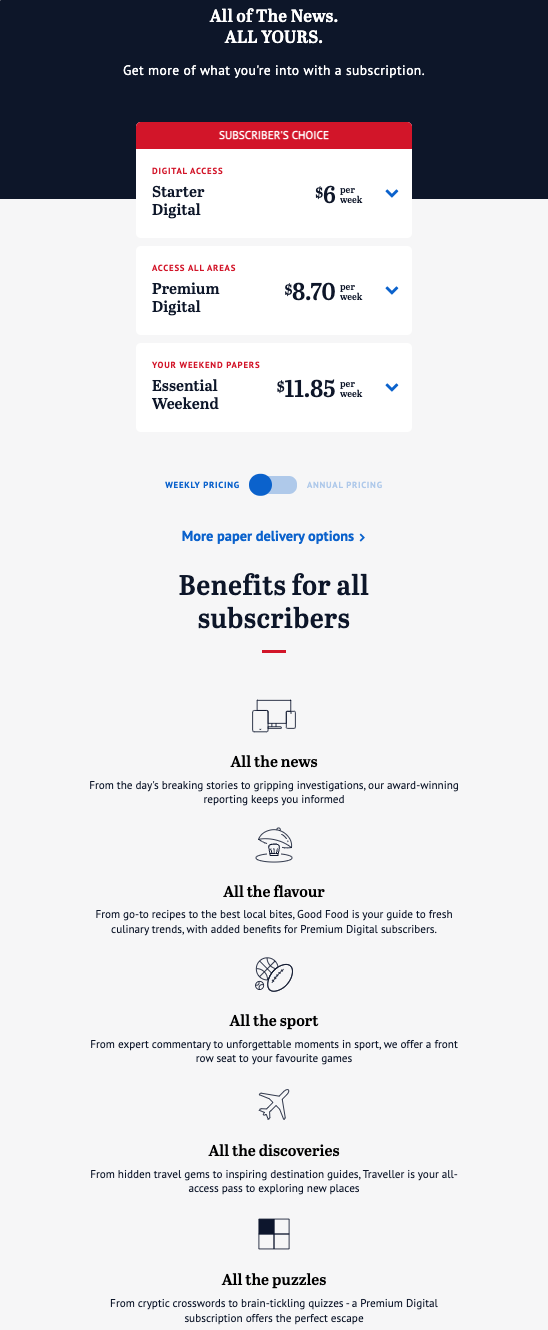 All of The News.
ALL YOURS.
Get more of what you're into with a subscription.
SUBSCRIBER'S CHOICE
DIGITAL ACCESS
Starter
Digital
$6 per
week
ACCESS ALL AREAS
Premium
Digital
$8.70 per
week
YOUR WEEKEND PAPERS
Essential
Weekend
$11.85 per
week
WEEKLY PRICING
ANNUAL PRICING
More paper delivery options >
Benefits for all
subscribers
All the news
From the day's breaking stories to gripping investigations, our award-winning
reporting keeps you informed
All the flavour
From go-to recipes to the best local bites, Good Food is your guide to fresh
culinary trends, with added benefits for Premium Digital subscribers.
All the sport
From expert commentary to unforgettable moments in sport, we offer a front
row seat to your favourite games
All the discoveries
From hidden travel gems to inspiring destination guides, Traveller is your all-
access pass to exploring new places
All the puzzles
From cryptic crosswords to brain-tickling quizzes - a Premium Digital
subscription offers the perfect escape